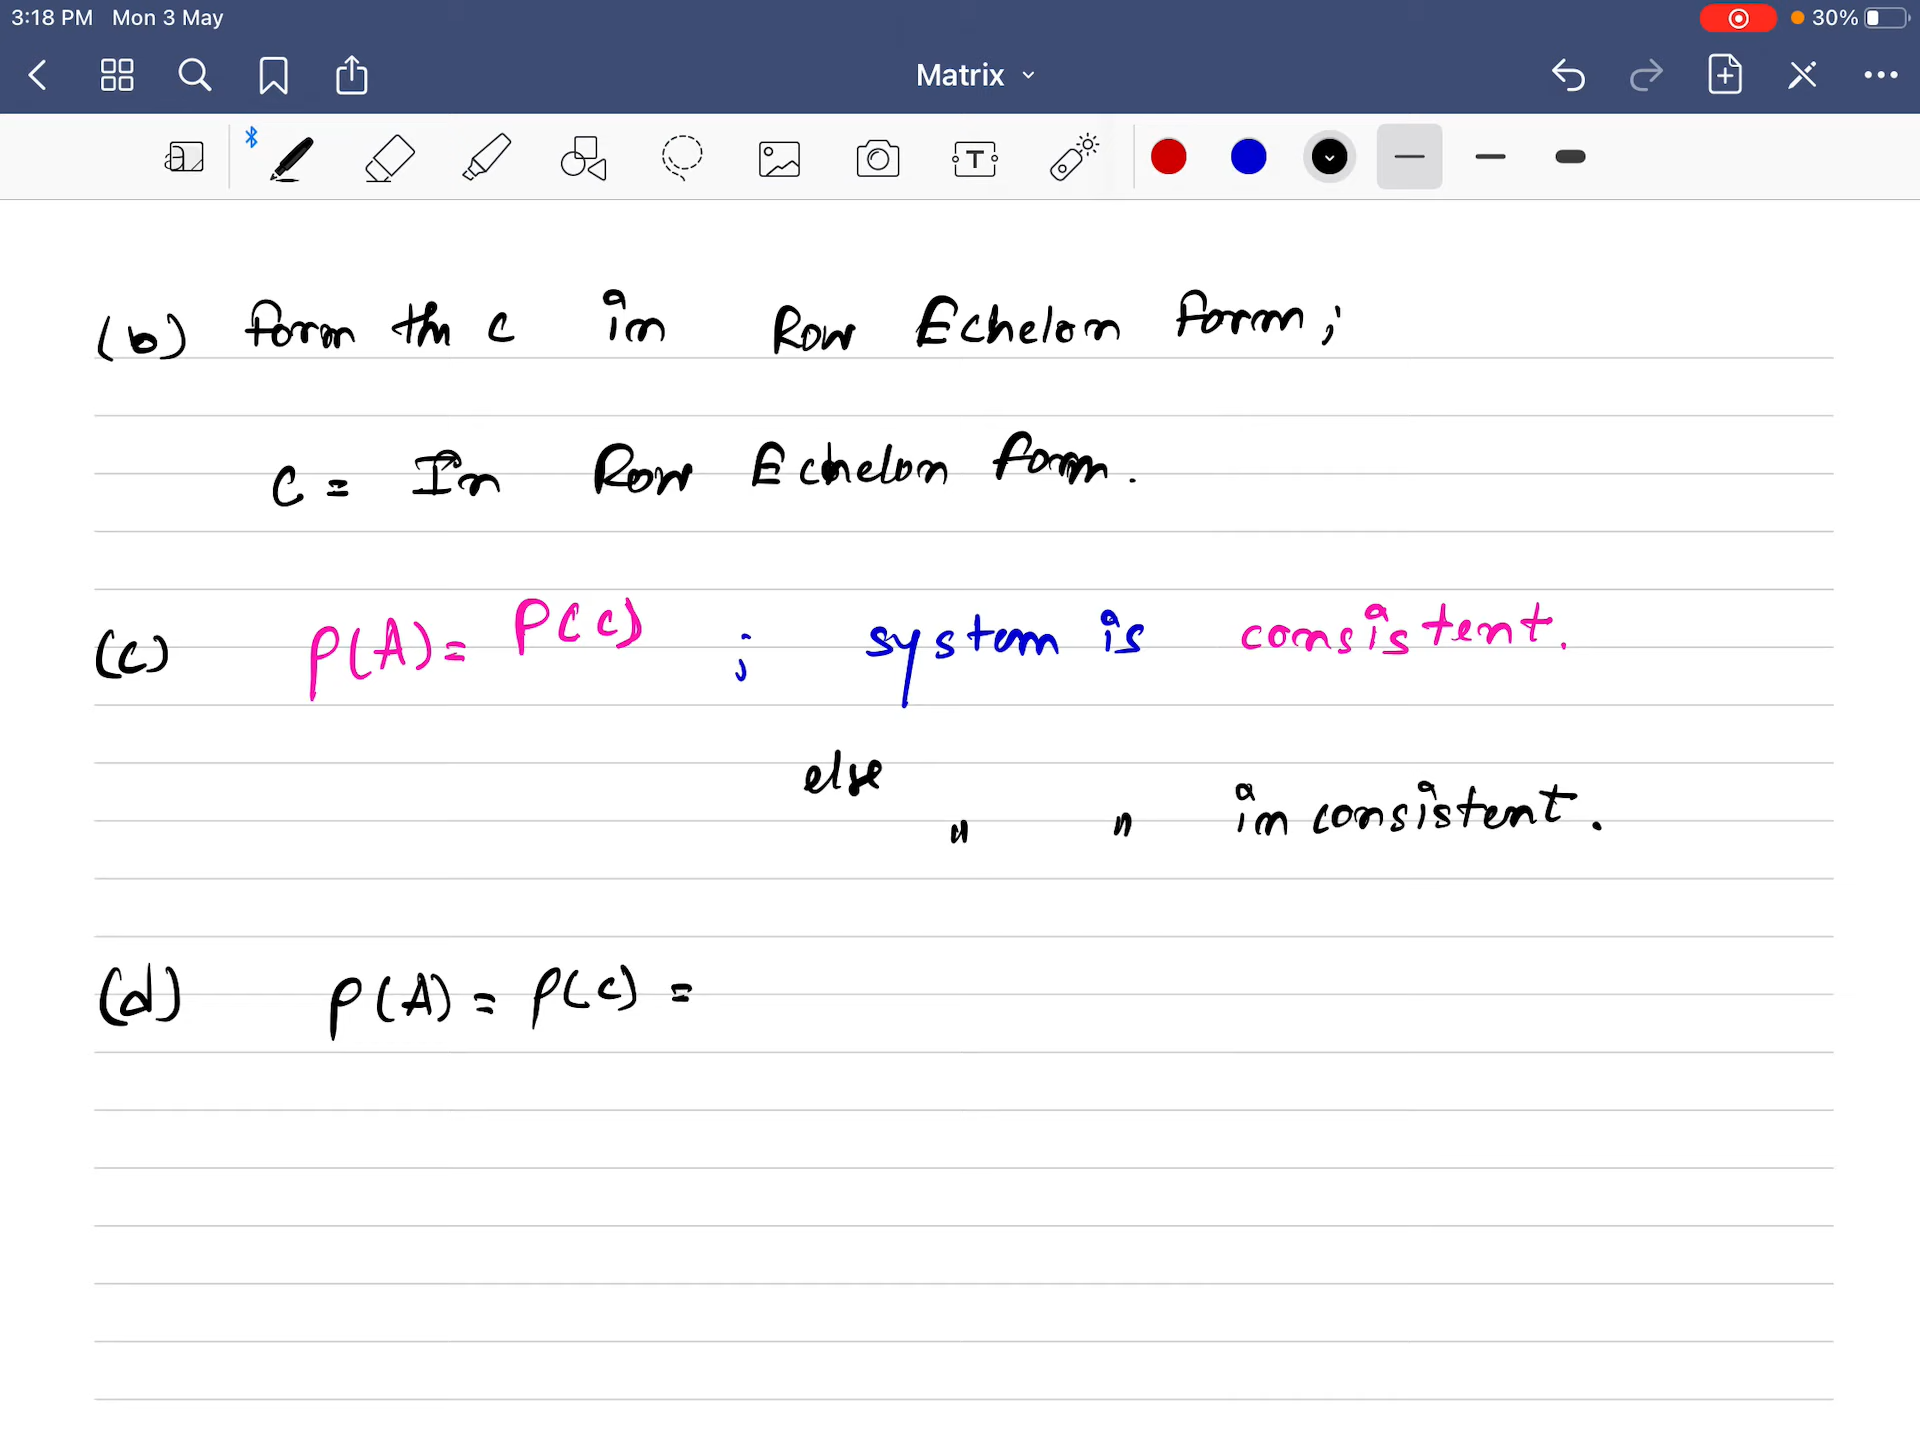 3:18 PM Mon 3 May 30%
Matrix
(b) form the c in Row Echelon form;
c = In Row Echelon form.
(c) ρ(A) = ρ(c) ; system is consistent.
else
" " inconsistent.
(d) ρ(A) = ρ(c) =